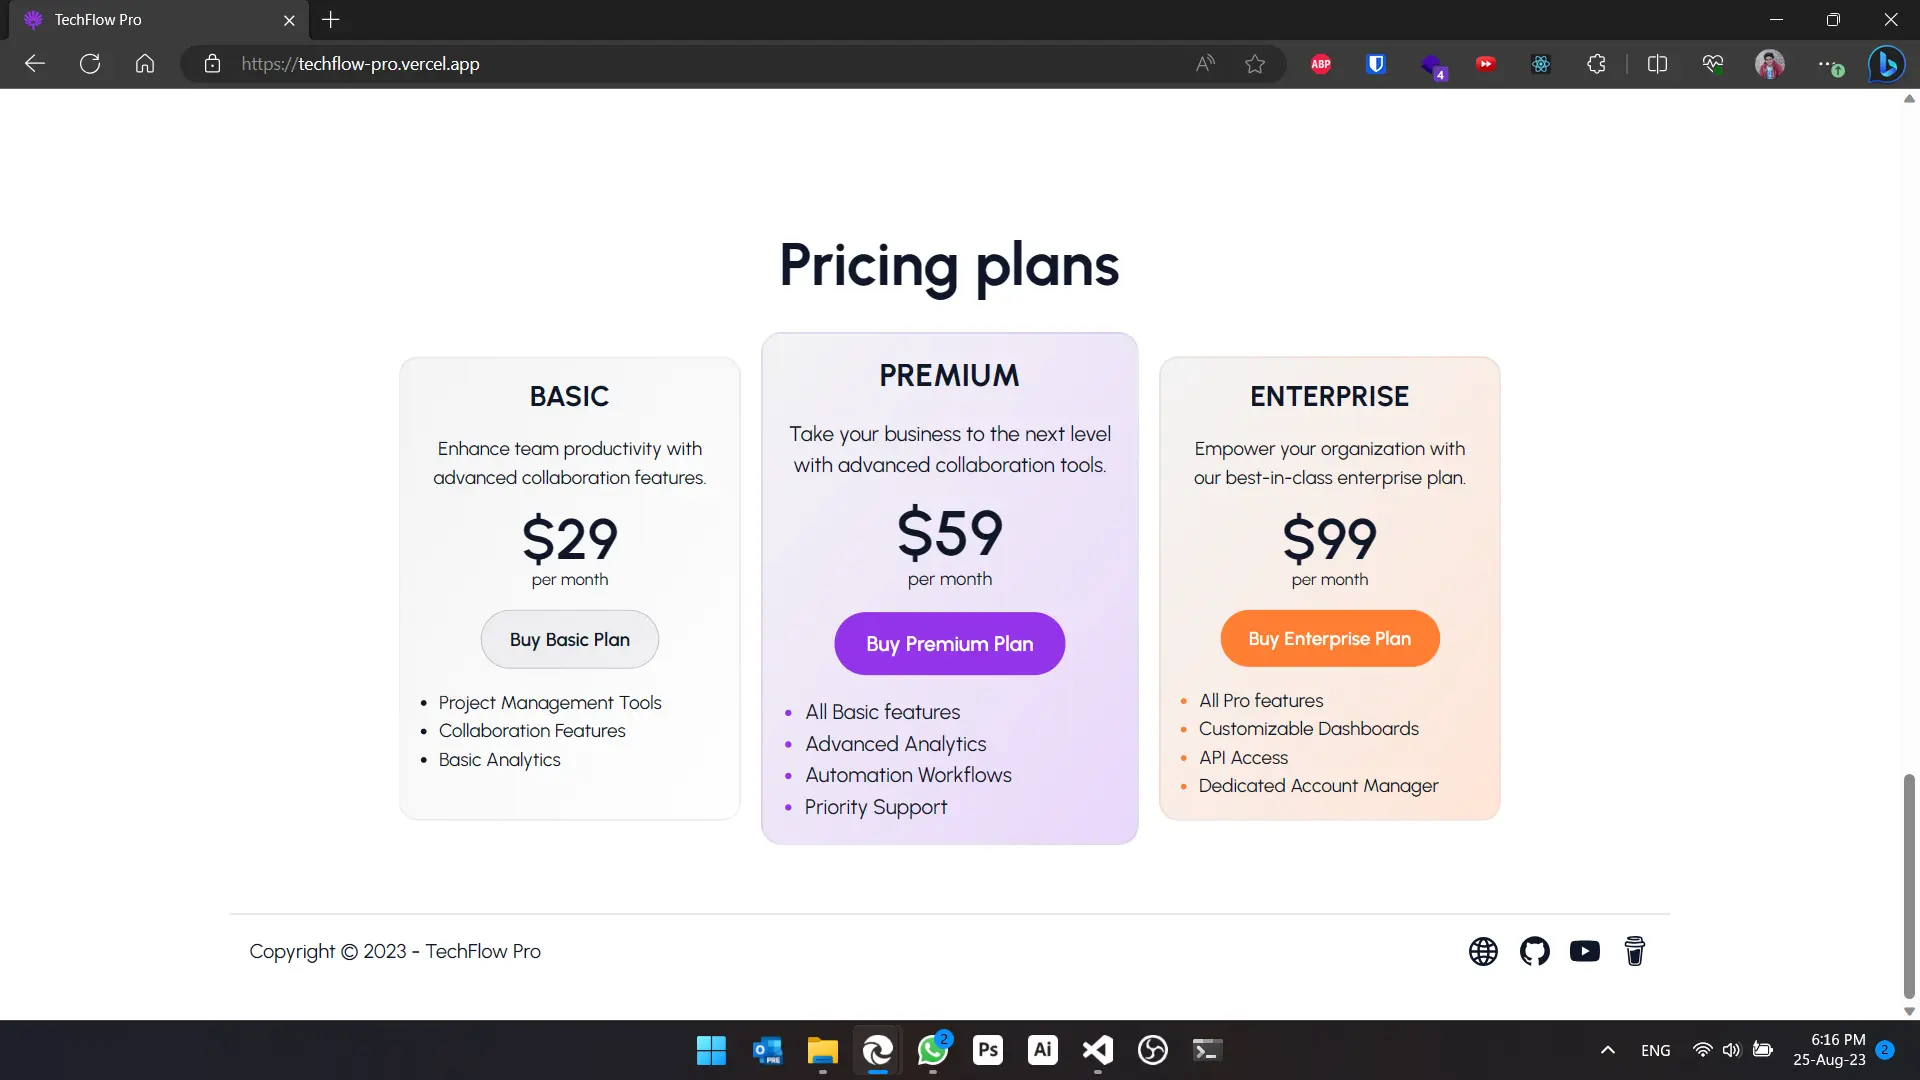 TechFlow Pro
https://techflow-pro.vercel.app
ABP
4
Pricing plans
BASIC
Enhance team productivity with
advanced collaboration features.
$29
per month
Buy Basic Plan
• Project Management Tools
• Collaboration Features
• Basic Analytics
PREMIUM
Take your business to the next level
with advanced collaboration tools.
$59
per month
Buy Premium Plan
• All Basic features
• Advanced Analytics
• Automation Workflows
• Priority Support
ENTERPRISE
Empower your organization with
our best-in-class enterprise plan.
$99
per month
Buy Enterprise Plan
• All Pro features
• Customizable Dashboards
• API Access
• Dedicated Account Manager
Copyright © 2023 - TechFlow Pro
PRE
2
Ps
Ai
ENG
6:16 PM
25-Aug-23
2